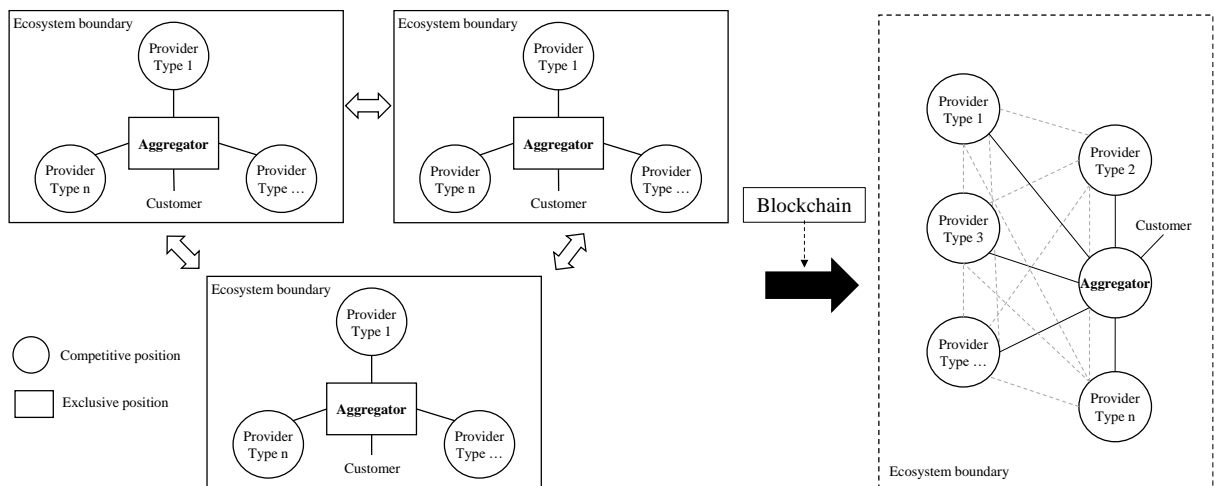 Ecosystem boundary
Provider
Type 1
Aggregator
Provider
Type n
Provider
Type …
Customer
Ecosystem boundary
Provider
Type 1
Aggregator
Provider
Type n
Provider
Type …
Customer
Ecosystem boundary
Provider
Type 1
Aggregator
Provider
Type n
Provider
Type …
Customer
Competitive position
Exclusive position
Blockchain
Provider
Type 1
Provider
Type 2
Provider
Type 3
Customer
Aggregator
Provider
Type …
Provider
Type n
Ecosystem boundary